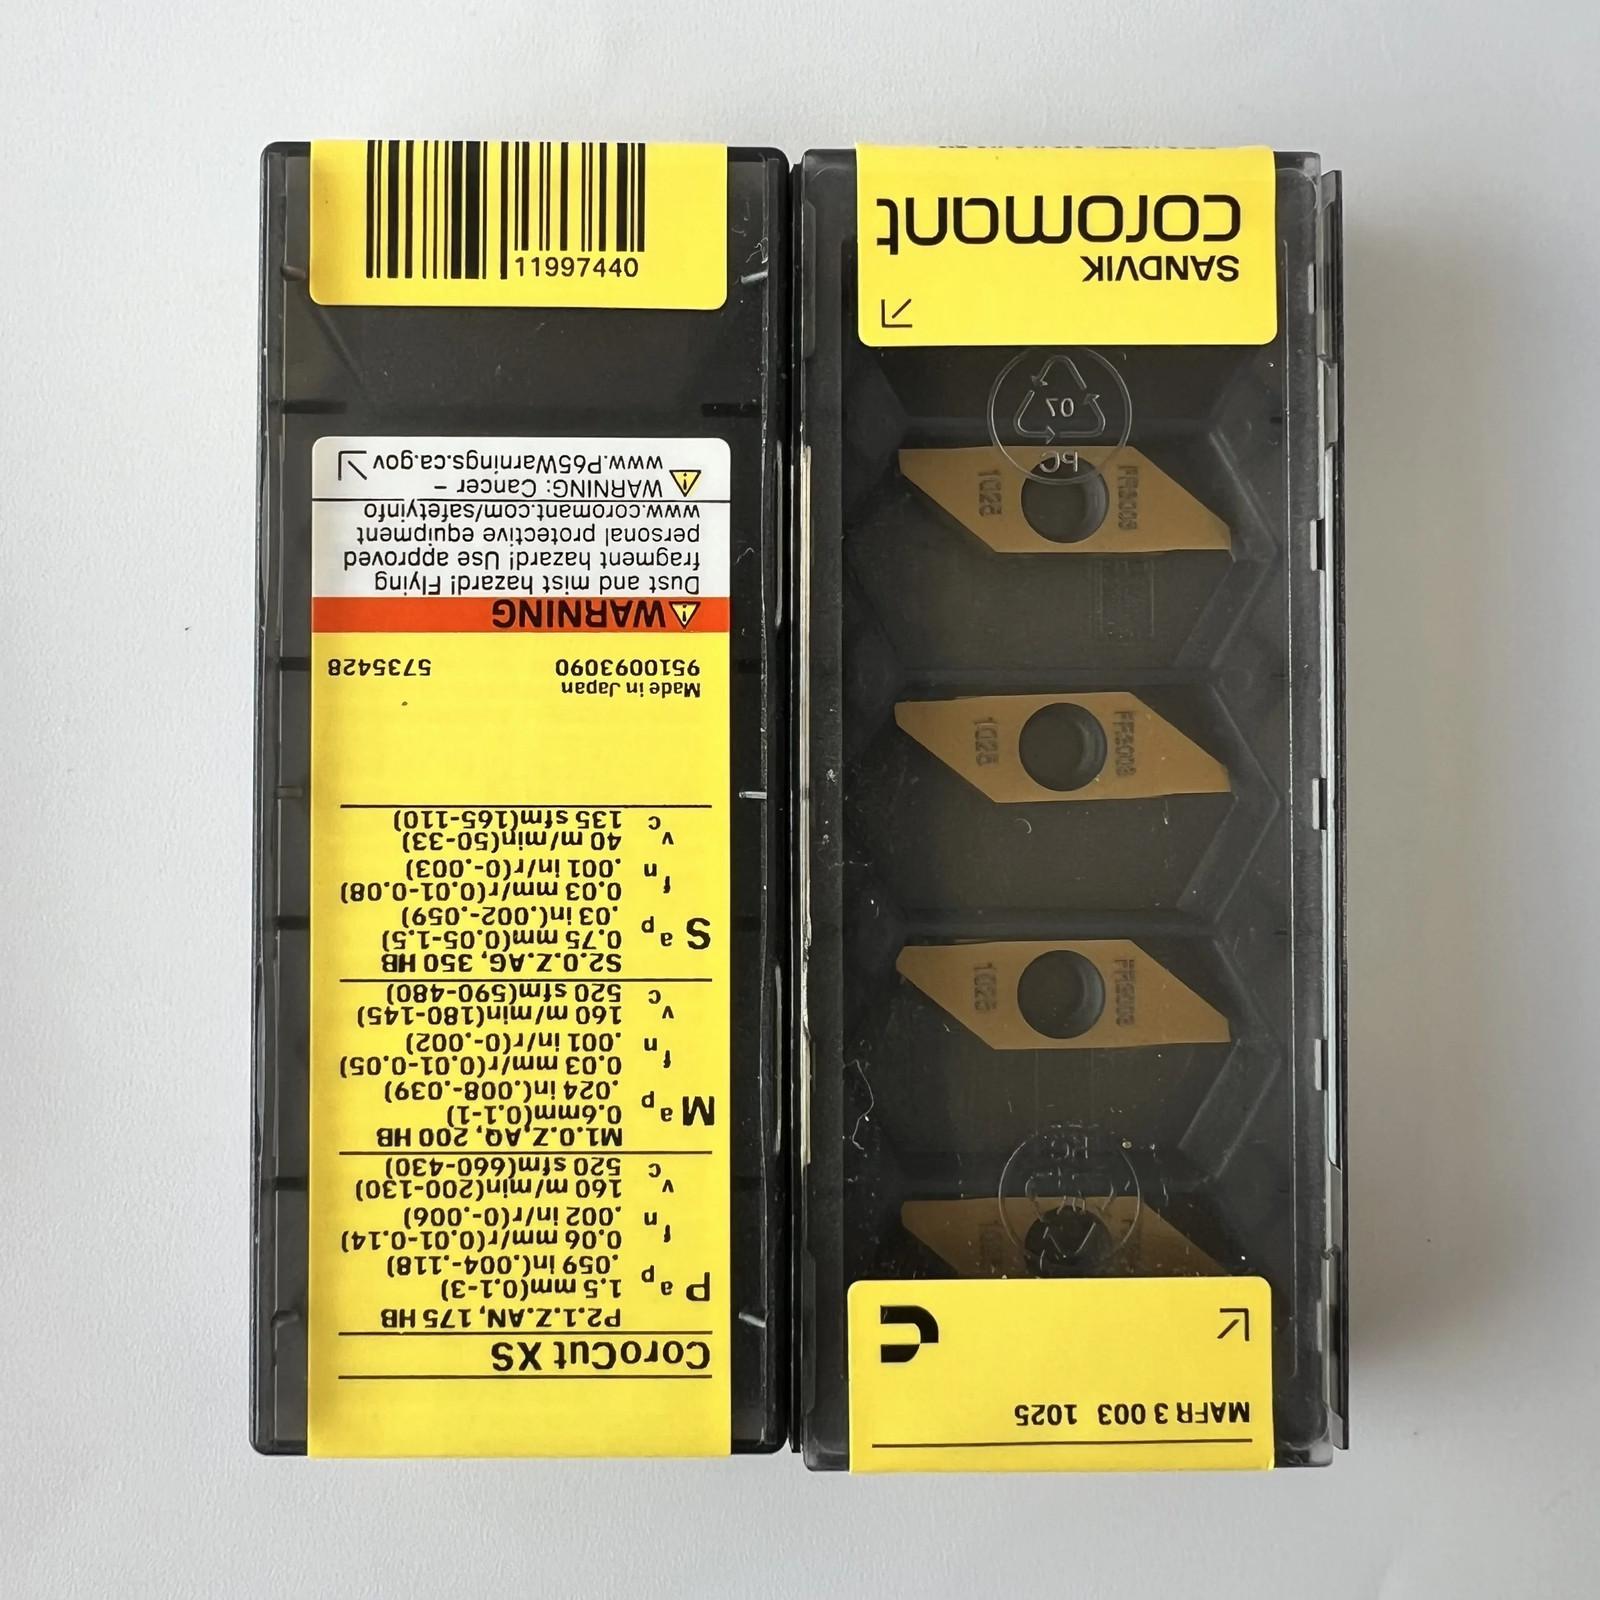 11997440
CoroCut XS
P2.1.Z.AN, 175 HB
P ap 1.5 mm(0.1-3)
.059 in(.004-.118)
fn 0.06 mm/r(0.01-0.14)
.002 in/r(0-.006)
vc 160 m/min(200-130)
520 sfm(660-430)
M1.0.Z.AQ, 200 HB
M ap 0.6mm(0.1-1)
.024 in(.008-.039)
fn 0.03 mm/r(0.01-0.05)
.001 in/r(0-.002)
vc 160 m/min(180-145)
520 sfm(590-480)
S2.0.Z.AG, 350 HB
S ap 0.75 mm(0.05-1.5)
.03 in(.002-.059)
fn 0.03 mm/r(0.01-0.08)
.001 in/r(0-.003)
vc 40 m/min(50-33)
135 sfm(165-110)
Made in Japan
9510093090 5735428
WARNING
Dust and mist hazard! Flying
fragment hazard! Use approved
personal protective equipment
www.coromant.com/safetyinfo
WARNING: Cancer –
www.P65Warnings.ca.gov
MAFR 3 003 1025
1025
1025
1025
07
PC
SANDVIK
coromant